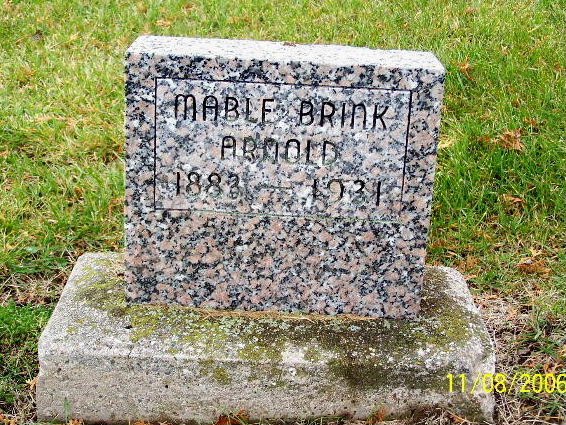 MABLE BRINK
ARNOLD
1883 — 1931
11/08/2006